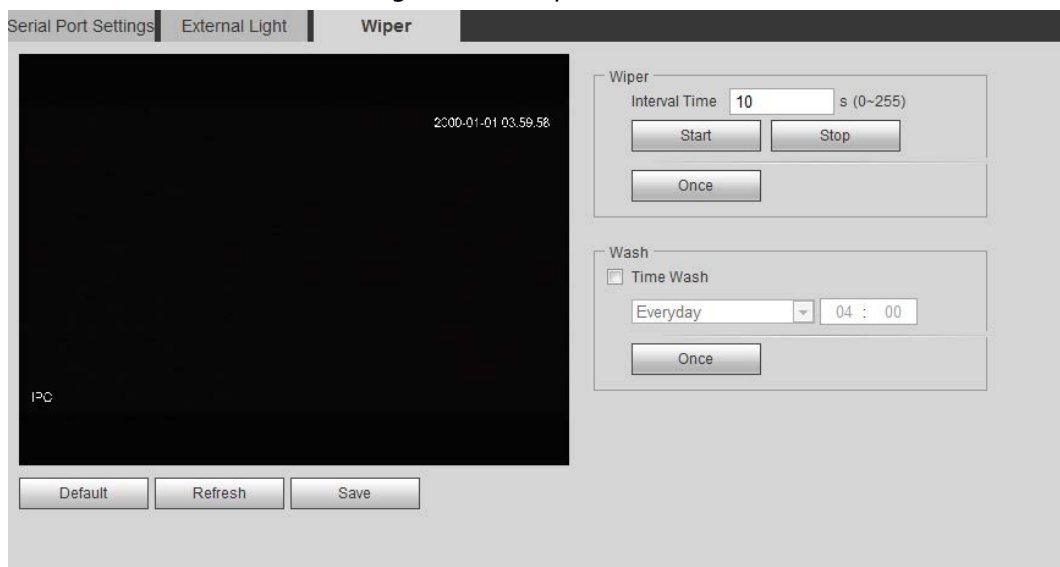 Serial Port Settings External Light Wiper
2000-01-01 03:59:58
IPC
Default Refresh Save
Wiper
Interval Time 10 s (0~255)
Start Stop
Once
Wash
Time Wash
Everyday 04 : 00
Once